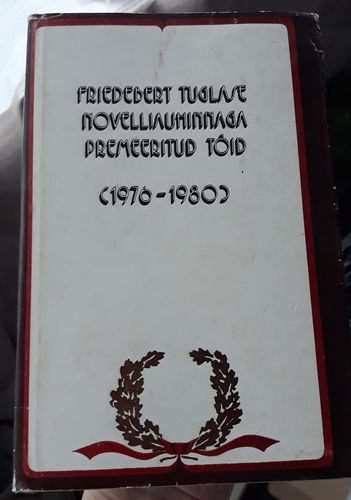 FRIEDEBERT TUGLASE
NOVELLIAUHINNAGA
PREMEERITUD TÖID
(1976-1980)